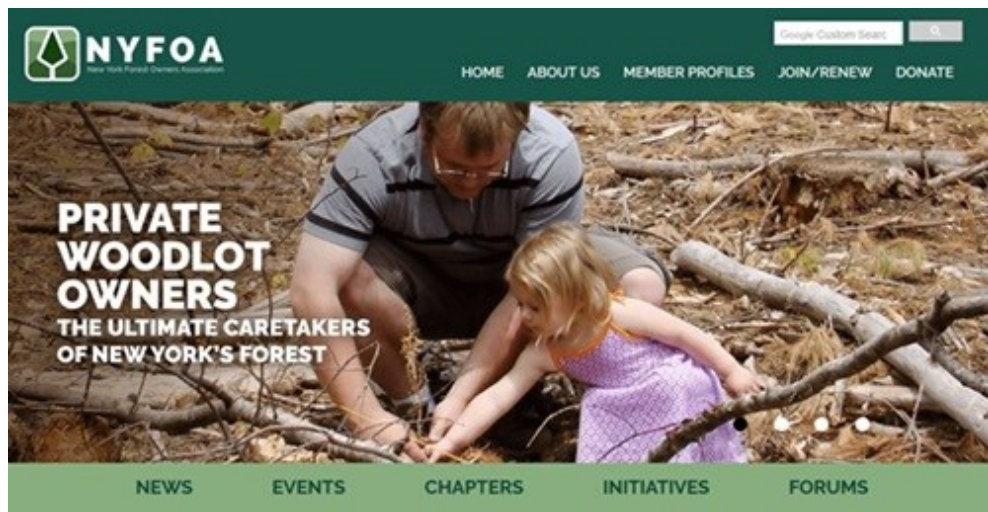 NYFOA
New York Forest Owners Association
Google Custom Searc
HOME ABOUT US MEMBER PROFILES JOIN/RENEW DONATE
PRIVATE
WOODLOT
OWNERS
THE ULTIMATE CARETAKERS
OF NEW YORK'S FOREST
NEWS EVENTS CHAPTERS INITIATIVES FORUMS